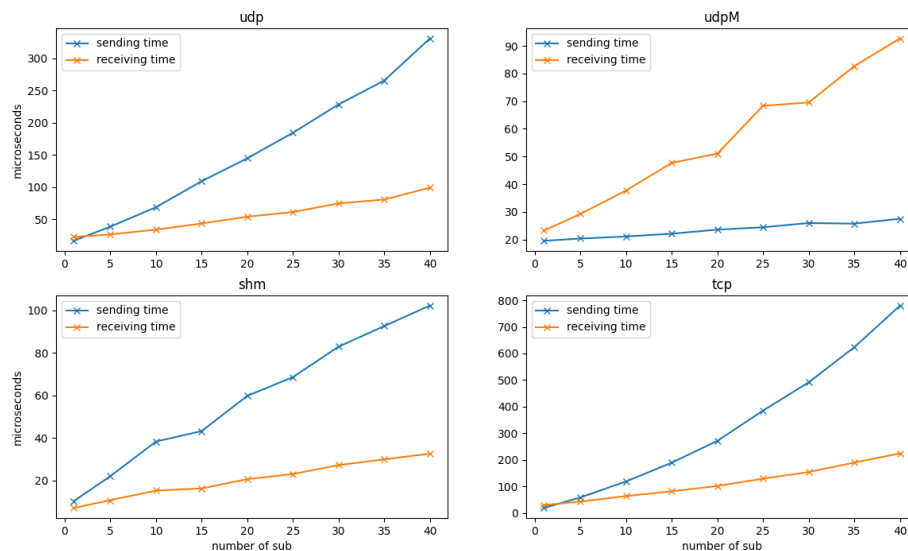 udp
sending time
receiving time
microseconds
300
250
200
150
100
50
0 5 10 15 20 25 30 35 40
udpM
sending time
receiving time
90
80
70
60
50
40
30
20
0 5 10 15 20 25 30 35 40
shm
sending time
receiving time
microseconds
100
80
60
40
20
0 5 10 15 20 25 30 35 40
number of sub
tcp
sending time
receiving time
800
700
600
500
400
300
200
100
0
0 5 10 15 20 25 30 35 40
number of sub